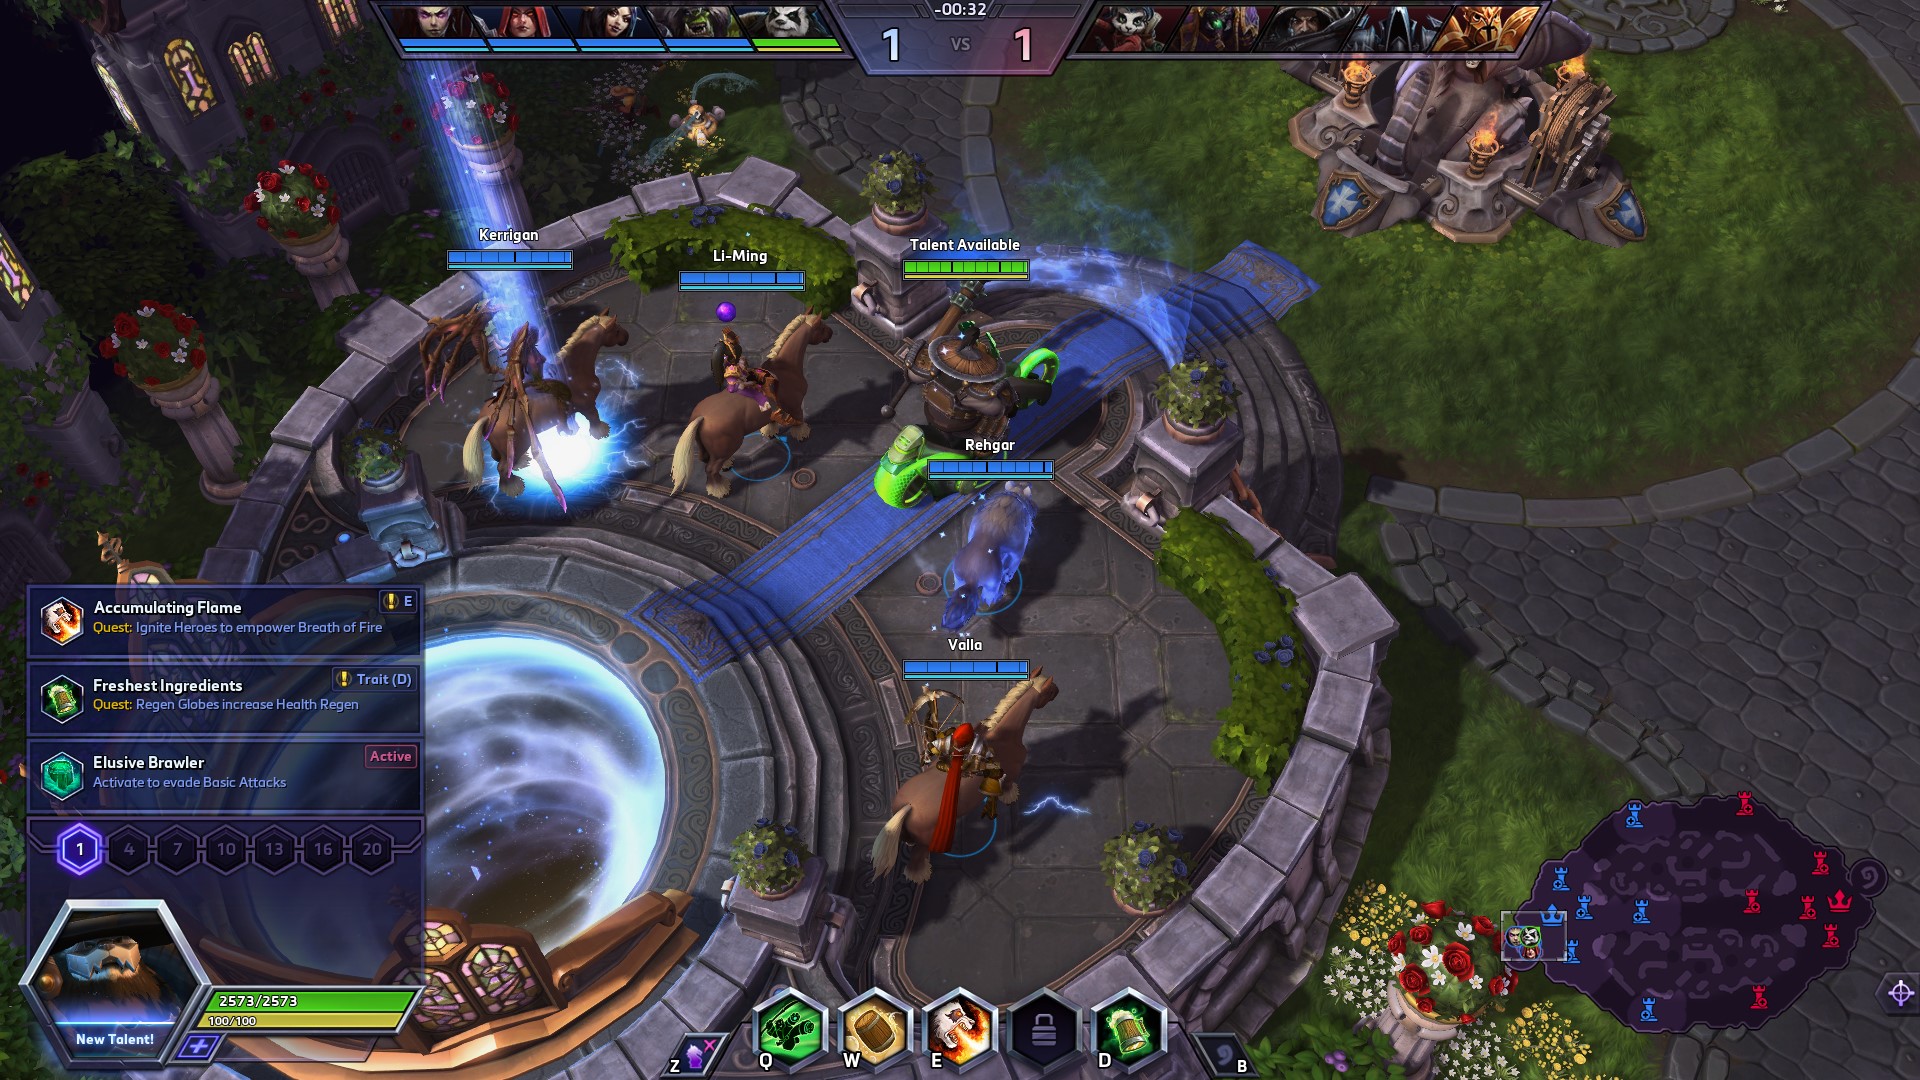 -00:32
1 VS 1
Kerrigan
Li-Ming
Talent Available
Rehgar
Valla
Accumulating Flame
E
Quest: Ignite Heroes to empower Breath of Fire
Freshest Ingredients
Trait (D)
Quest: Regen Globes increase Health Regen
Elusive Brawler
Active
Activate to evade Basic Attacks
1 4 7 10 13 16 20
2573/2573
100/100
New Talent!
Z Q W E D B